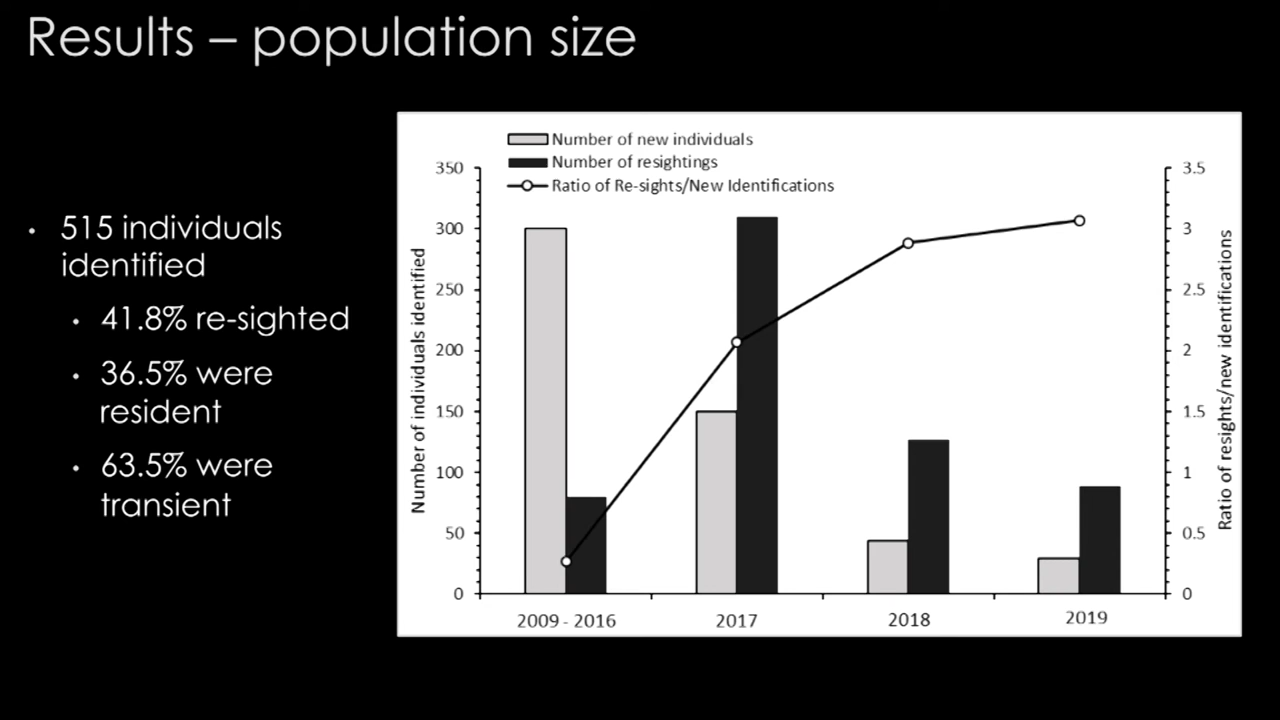 Results – population size
• 515 individuals
identified
• 41.8% re-sighted
• 36.5% were
resident
• 63.5% were
transient
Number of new individuals
Number of resightings
Ratio of Re-sights/New Identifications
Number of individuals identified
350
300
250
200
150
100
50
0
3.5
3
2.5
2
1.5
1
0.5
0
Ratio of resights/new identifications
2009 - 2016
2017
2018
2019